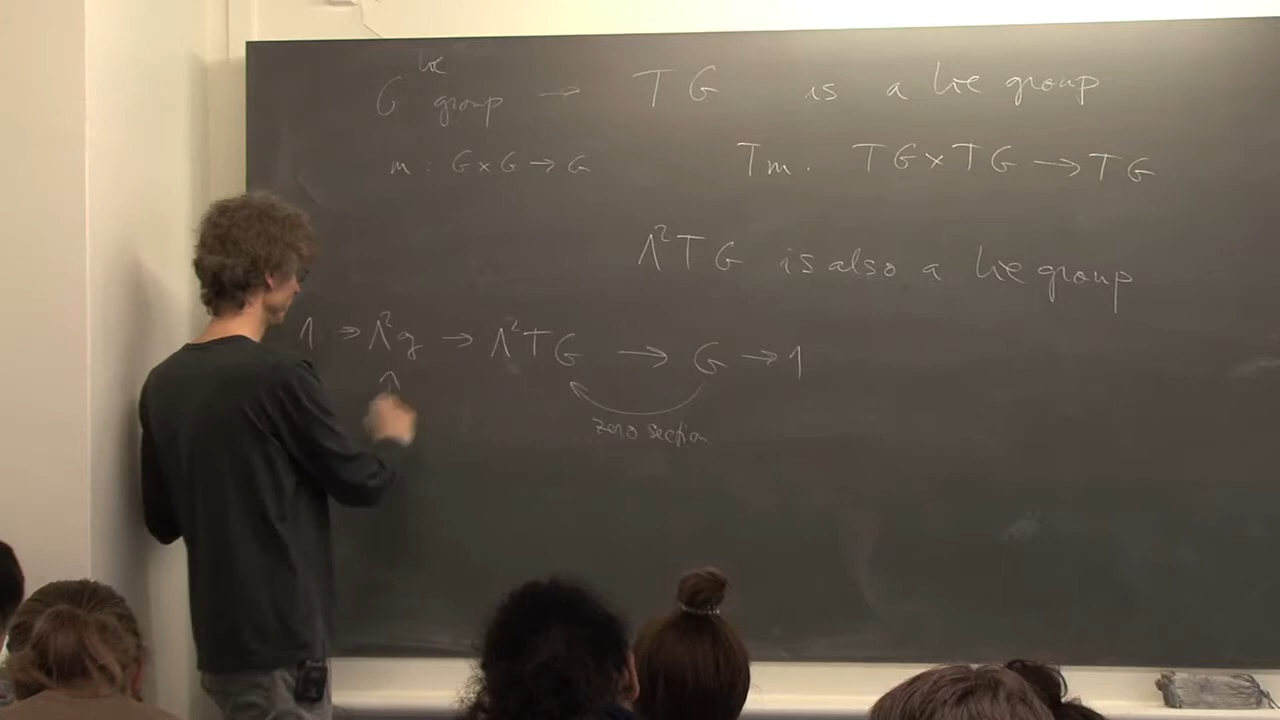 G Lie group → TG is a Lie group
m : G × G → G Tm : TG × TG → TG
Λ²TG is also a Lie group
1 → Λ²g → Λ²TG → G → 1
zero section